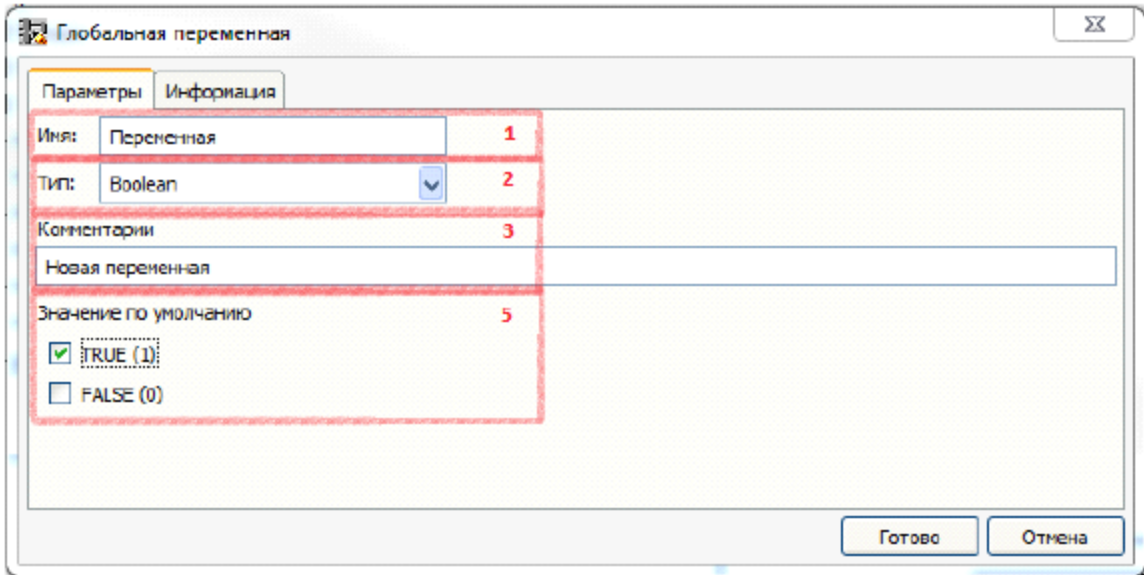 Глобальная переменная
Параметры Информация
Имя: Переменная 1
Тип: Boolean 2
Комментарии 3
Новая переменная
Значение по умолчанию 5
TRUE (1)
FALSE (0)
Готово Отмена